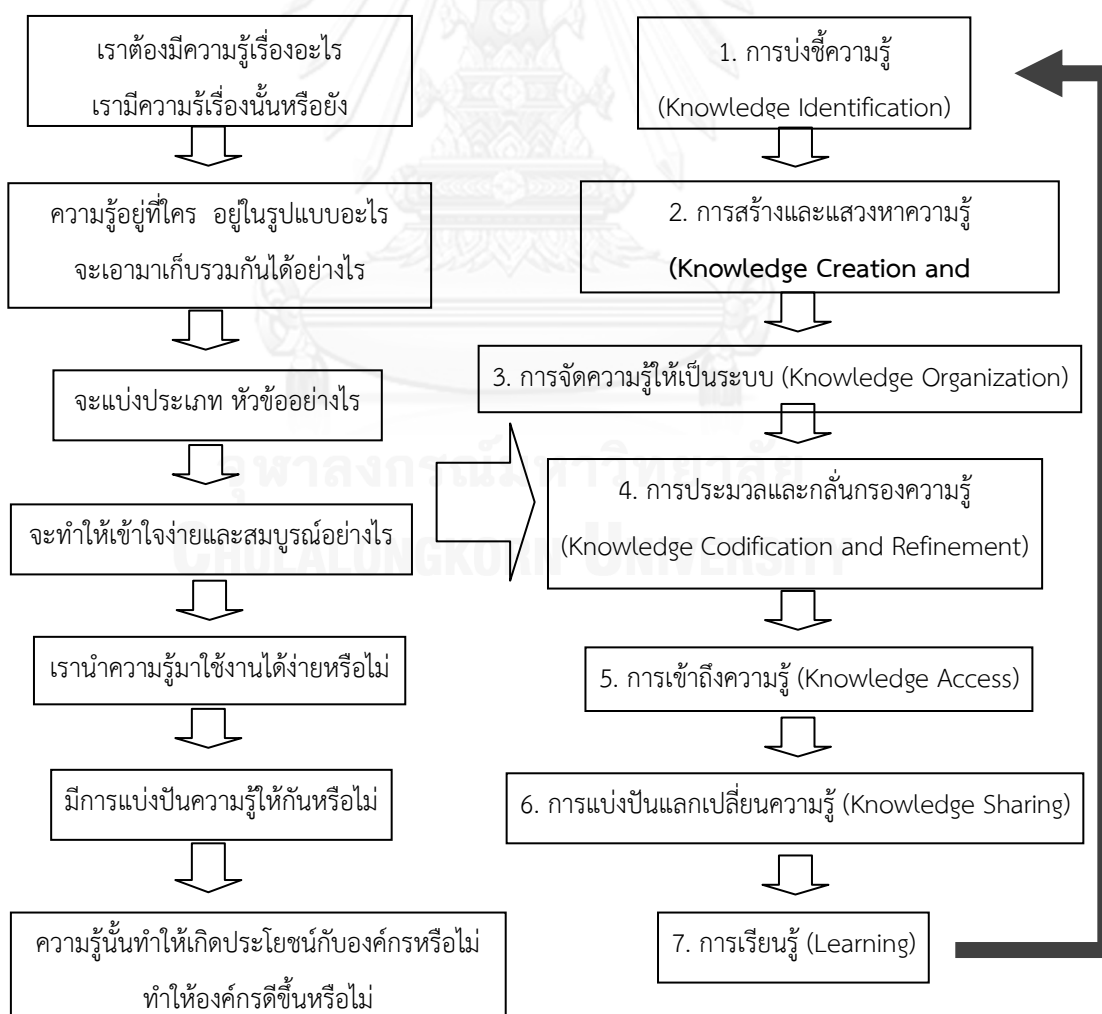 เราต้องมีความรู้เรื่องอะไร
เรามีความรู้เรื่องนั้นหรือยัง
ความรู้อยู่ที่ใคร อยู่ในรูปแบบอะไร
จะเอามาเก็บรวมกันได้อย่างไร
จะแบ่งประเภท หัวข้ออย่างไร
จะทำให้เข้าใจง่ายและสมบูรณ์อย่างไร
เรานำความรู้มาใช้งานได้ง่ายหรือไม่
มีการแบ่งปันความรู้ให้กันหรือไม่
ความรู้นั้นทำให้เกิดประโยชน์กับองค์กรหรือไม่
ทำให้องค์กรดีขึ้นหรือไม่
1. การบ่งชี้ความรู้
(Knowledge Identification)
2. การสร้างและแสวงหาความรู้
(Knowledge Creation and
3. การจัดความรู้ให้เป็นระบบ (Knowledge Organization)
4. การประมวลและกลั่นกรองความรู้
(Knowledge Codification and Refinement)
5. การเข้าถึงความรู้ (Knowledge Access)
6. การแบ่งปันแลกเปลี่ยนความรู้ (Knowledge Sharing)
7. การเรียนรู้ (Learning)
จุฬาลงกรณ์มหาวิทยาลัย
CHULALONGKORN UNIVERSITY